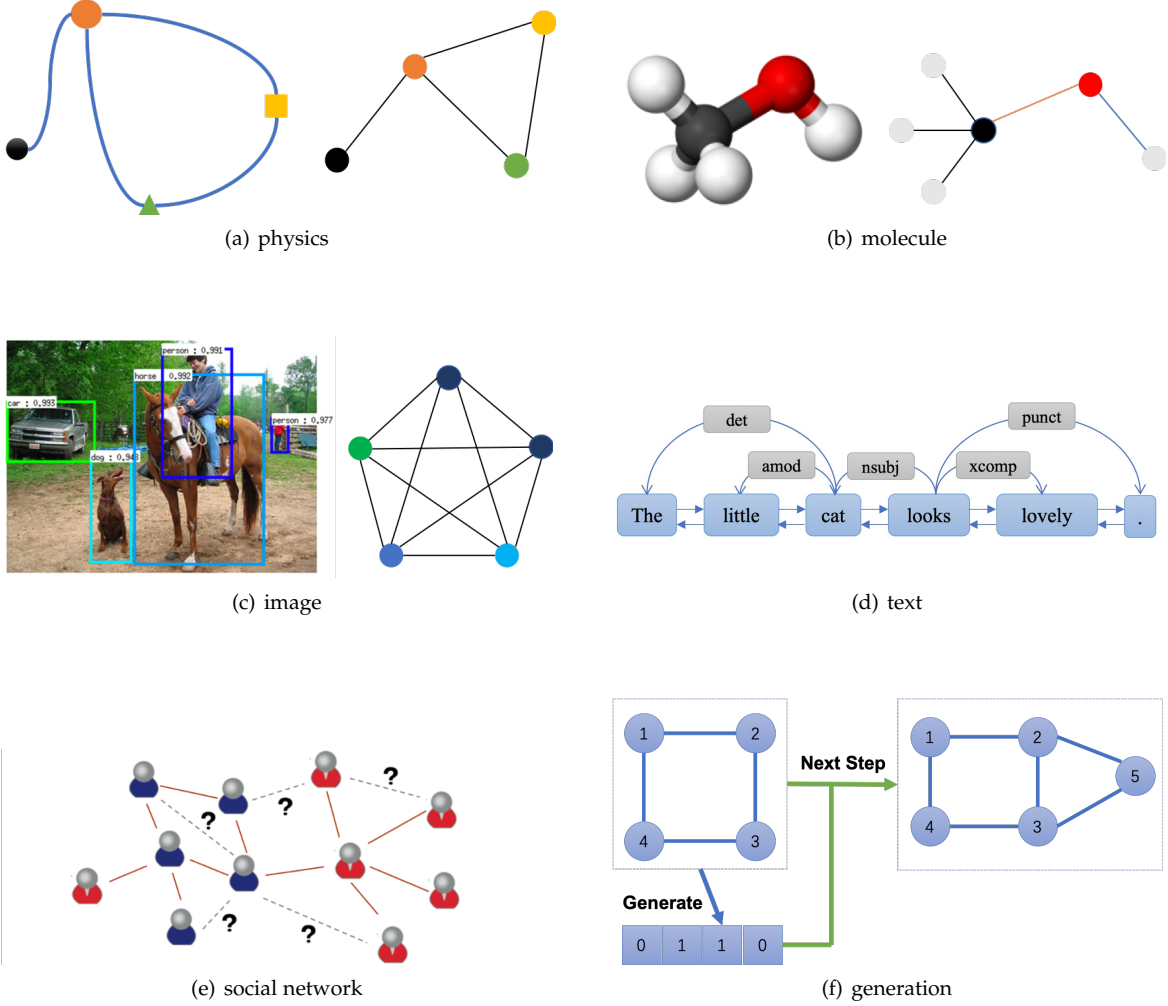 (a) physics
(b) molecule
person : 0.991
horse : 0.992
car : 0.993
person : 0.977
dog : 0.943
(c) image
det
punct
amod
nsubj
xcomp
The little cat looks lovely .
(d) text
?
?
?
?
?
(e) social network
1 2
4 3
Next Step
1 2
5
4 3
Generate
0 1 1 0
(f) generation